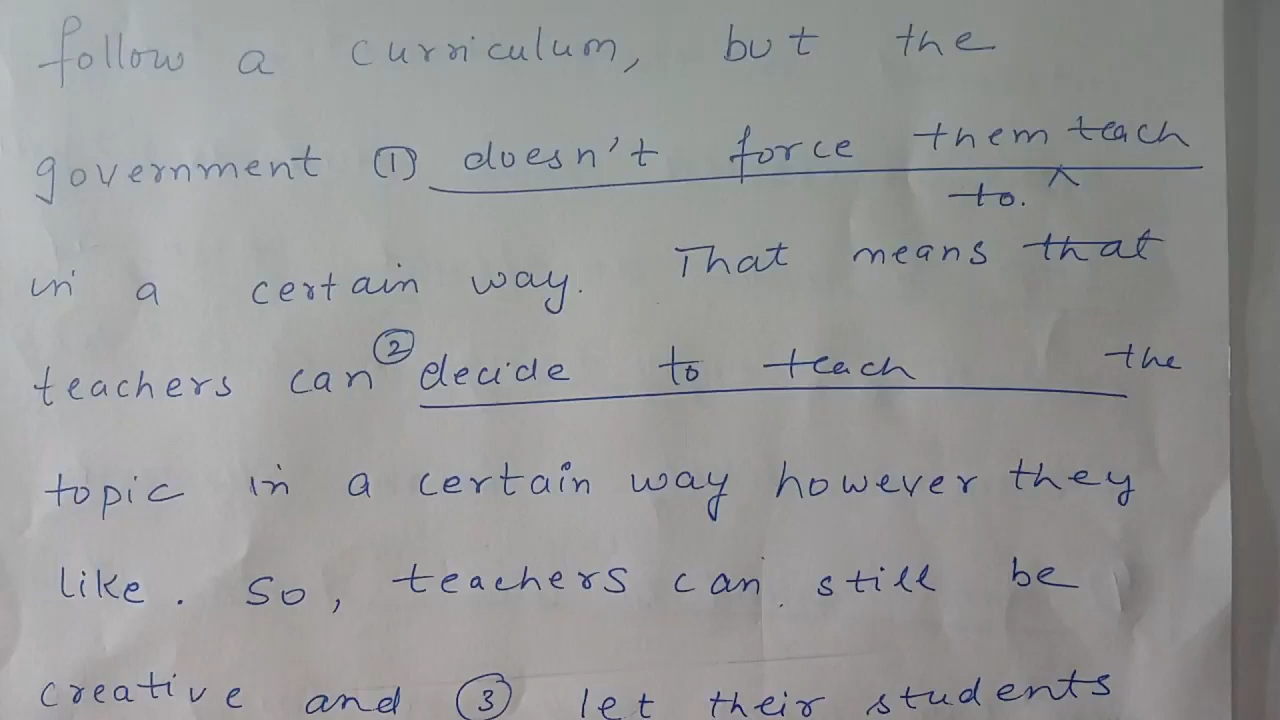 follow a curriculum, but the
government ① doesn't force them teach
to. ^
in a certain way. That means that
teachers can ② decide to teach the
topic in a certain way however they
like. So, teachers can still be
creative and ③ let their students